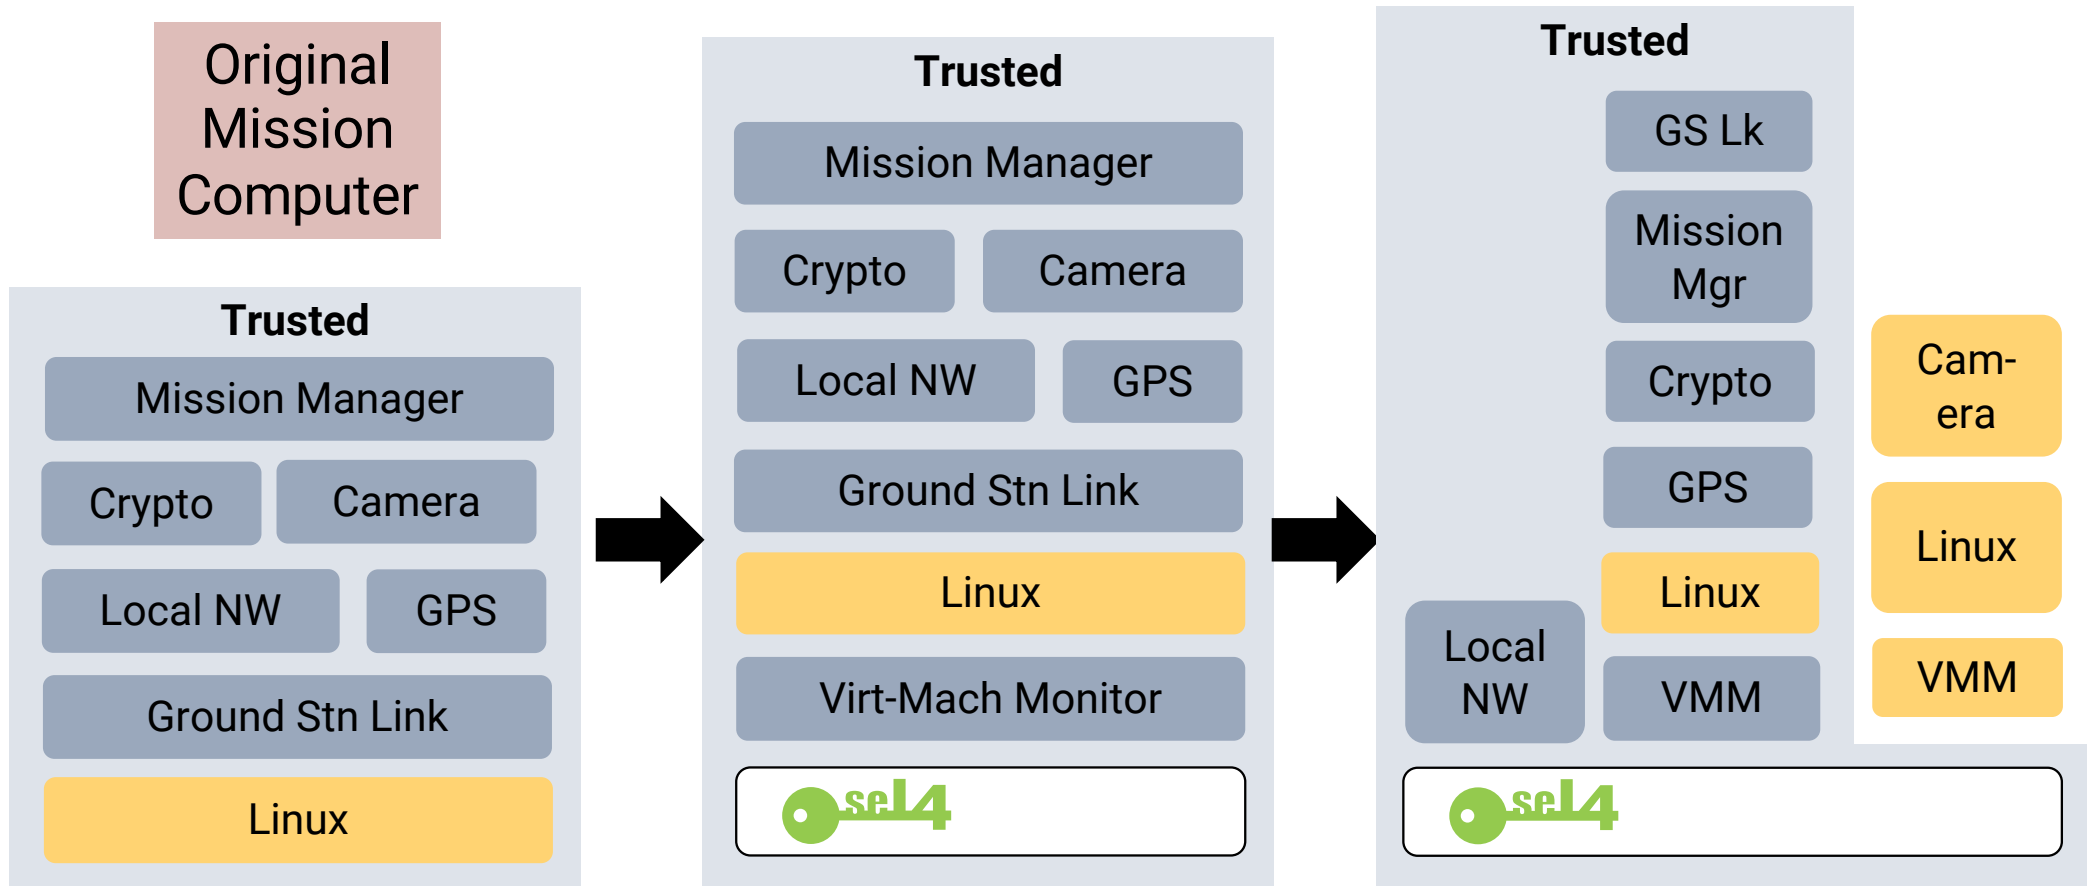 Original
Mission
Computer
Trusted
Mission Manager
Crypto
Camera
Local NW
GPS
Ground Stn Link
Linux
Trusted
Mission Manager
Crypto
Camera
Local NW
GPS
Ground Stn Link
Linux
Virt-Mach Monitor
seL4
Trusted
GS Lk
Mission
Mgr
Crypto
GPS
Linux
VMM
Local
NW
Cam-
era
Linux
VMM
seL4